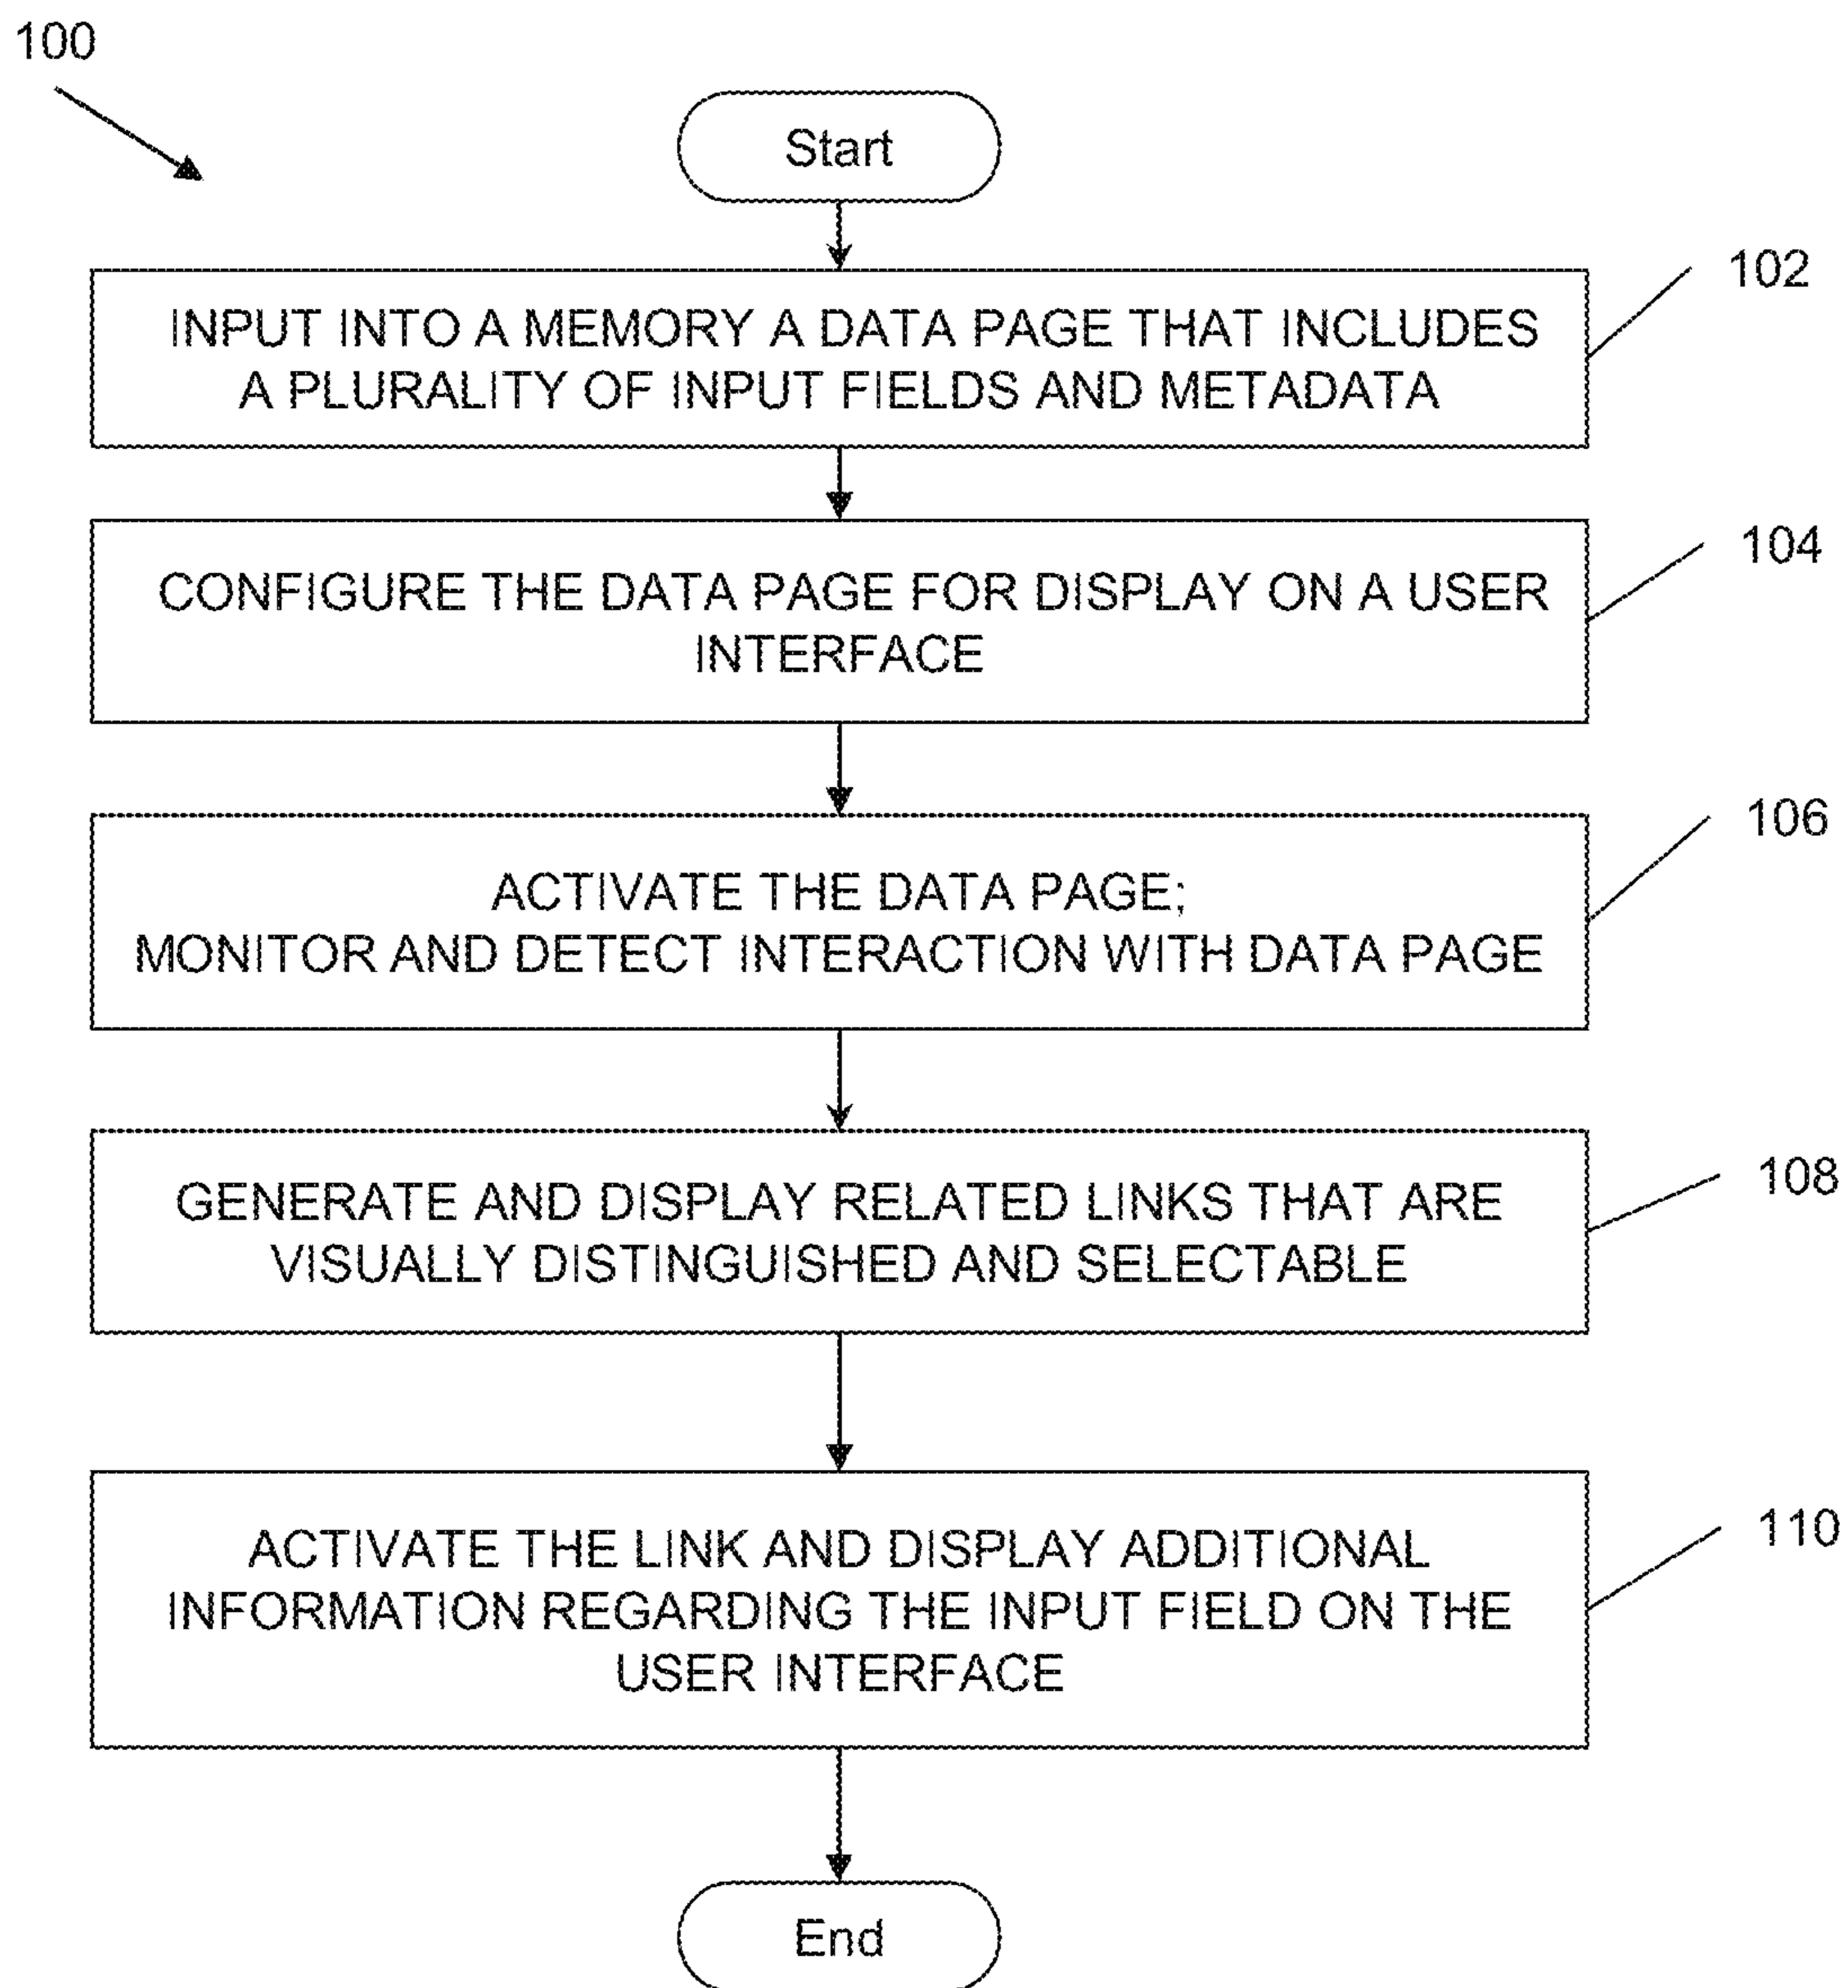 100
Start
102
INPUT INTO A MEMORY A DATA PAGE THAT INCLUDES
A PLURALITY OF INPUT FIELDS AND METADATA
104
CONFIGURE THE DATA PAGE FOR DISPLAY ON A USER
INTERFACE
106
ACTIVATE THE DATA PAGE;
MONITOR AND DETECT INTERACTION WITH DATA PAGE
108
GENERATE AND DISPLAY RELATED LINKS THAT ARE
VISUALLY DISTINGUISHED AND SELECTABLE
110
ACTIVATE THE LINK AND DISPLAY ADDITIONAL
INFORMATION REGARDING THE INPUT FIELD ON THE
USER INTERFACE
End